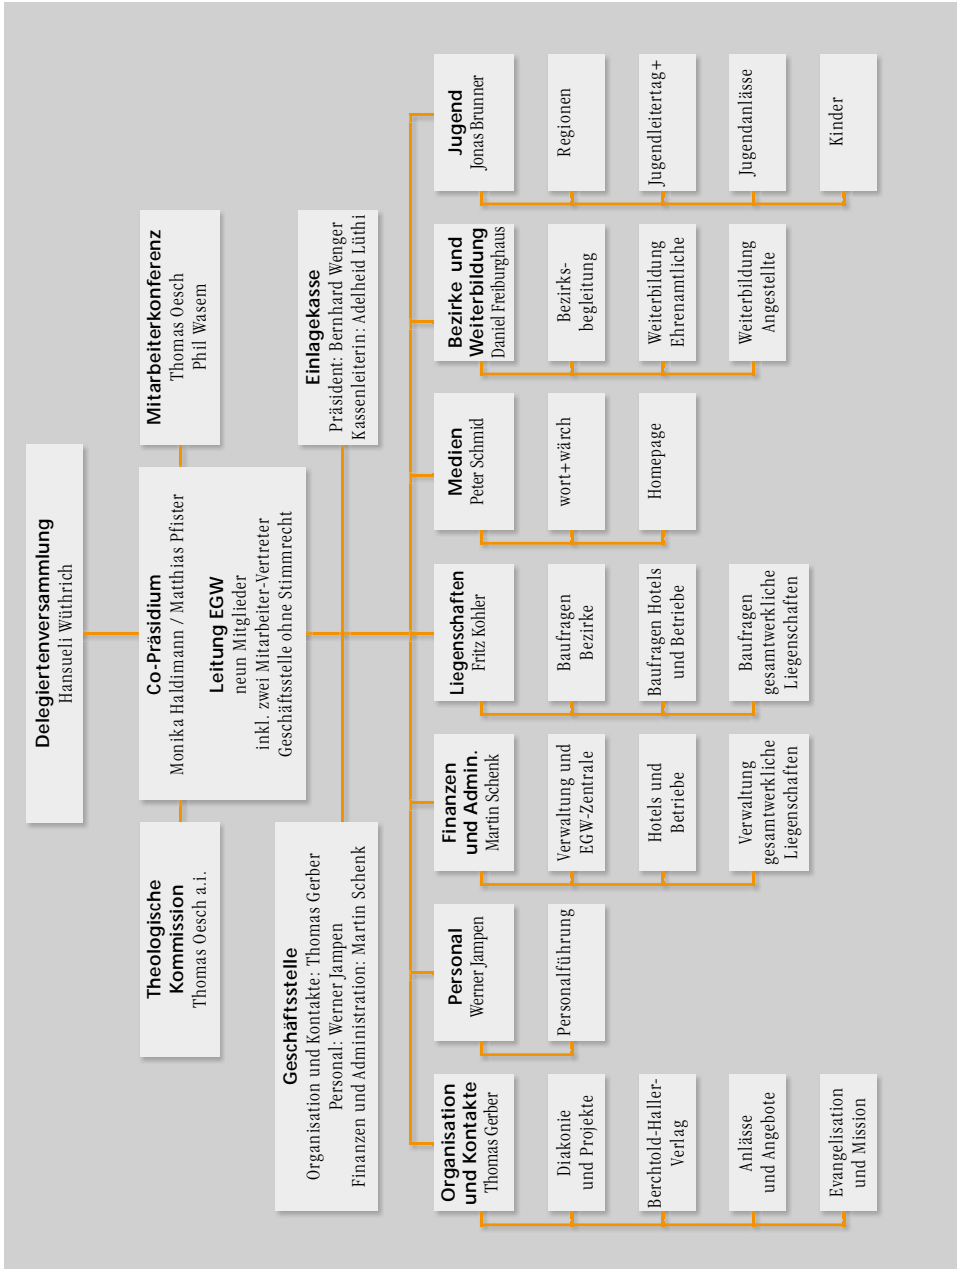 Delegiertenversammlung
Hansueli Wüthrich
Theologische
Kommission
Thomas Oesch a.i.
Co-Präsidium
Monika Haldimann / Matthias Pfister
Leitung EGW
neun Mitglieder
inkl. zwei Mitarbeiter-Vertreter
Geschäftsstelle ohne Stimmrecht
Mitarbeiterkonferenz
Thomas Oesch
Phil Wasem
Geschäftsstelle
Organisation und Kontakte: Thomas Gerber
Personal: Werner Jampen
Finanzen und Administration: Martin Schenk
Einlagekasse
Präsident: Bernhard Wenger
Kassenleiterin: Adelheid Lüthi
Organisation
und Kontakte
Thomas Gerber
Diakonie
und Projekte
Berchtold-Haller-
Verlag
Anlässe
und Angebote
Evangelisation
und Mission
Personal
Werner Jampen
Personalführung
Finanzen
und Admin.
Martin Schenk
Verwaltung und
EGW-Zentrale
Hotels und
Betriebe
Verwaltung
gesamtwerkliche
Liegenschaften
Liegenschaften
Fritz Kohler
Baufragen
Bezirke
Baufragen Hotels
und Betriebe
Baufragen
gesamtwerkliche
Liegenschaften
Medien
Peter Schmid
wort+wärch
Homepage
Bezirke und
Weiterbildung
Daniel Freiburghaus
Bezirks-
begleitung
Weiterbildung
Ehrenamtliche
Weiterbildung
Angestellte
Jugend
Jonas Brunner
Regionen
Jugendleitertag+
Jugendanlässe
Kinder